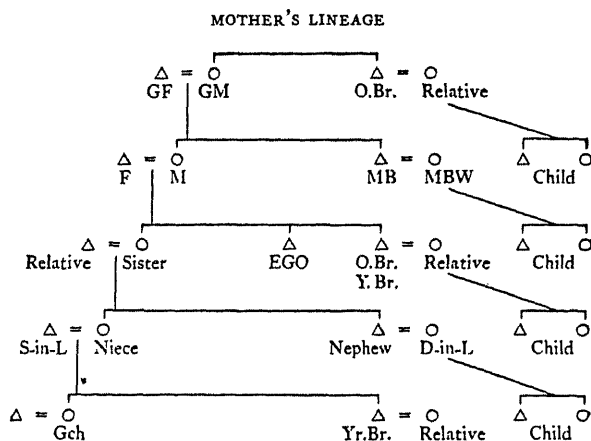 MOTHER'S LINEAGE
GF = GM O.Br. = Relative
F = M MB = MBW Child
Relative = Sister EGO O.Br. = Relative Child
Y. Br.
S-in-L = Niece Nephew = D-in-L Child
= Gch Yr.Br. = Relative Child